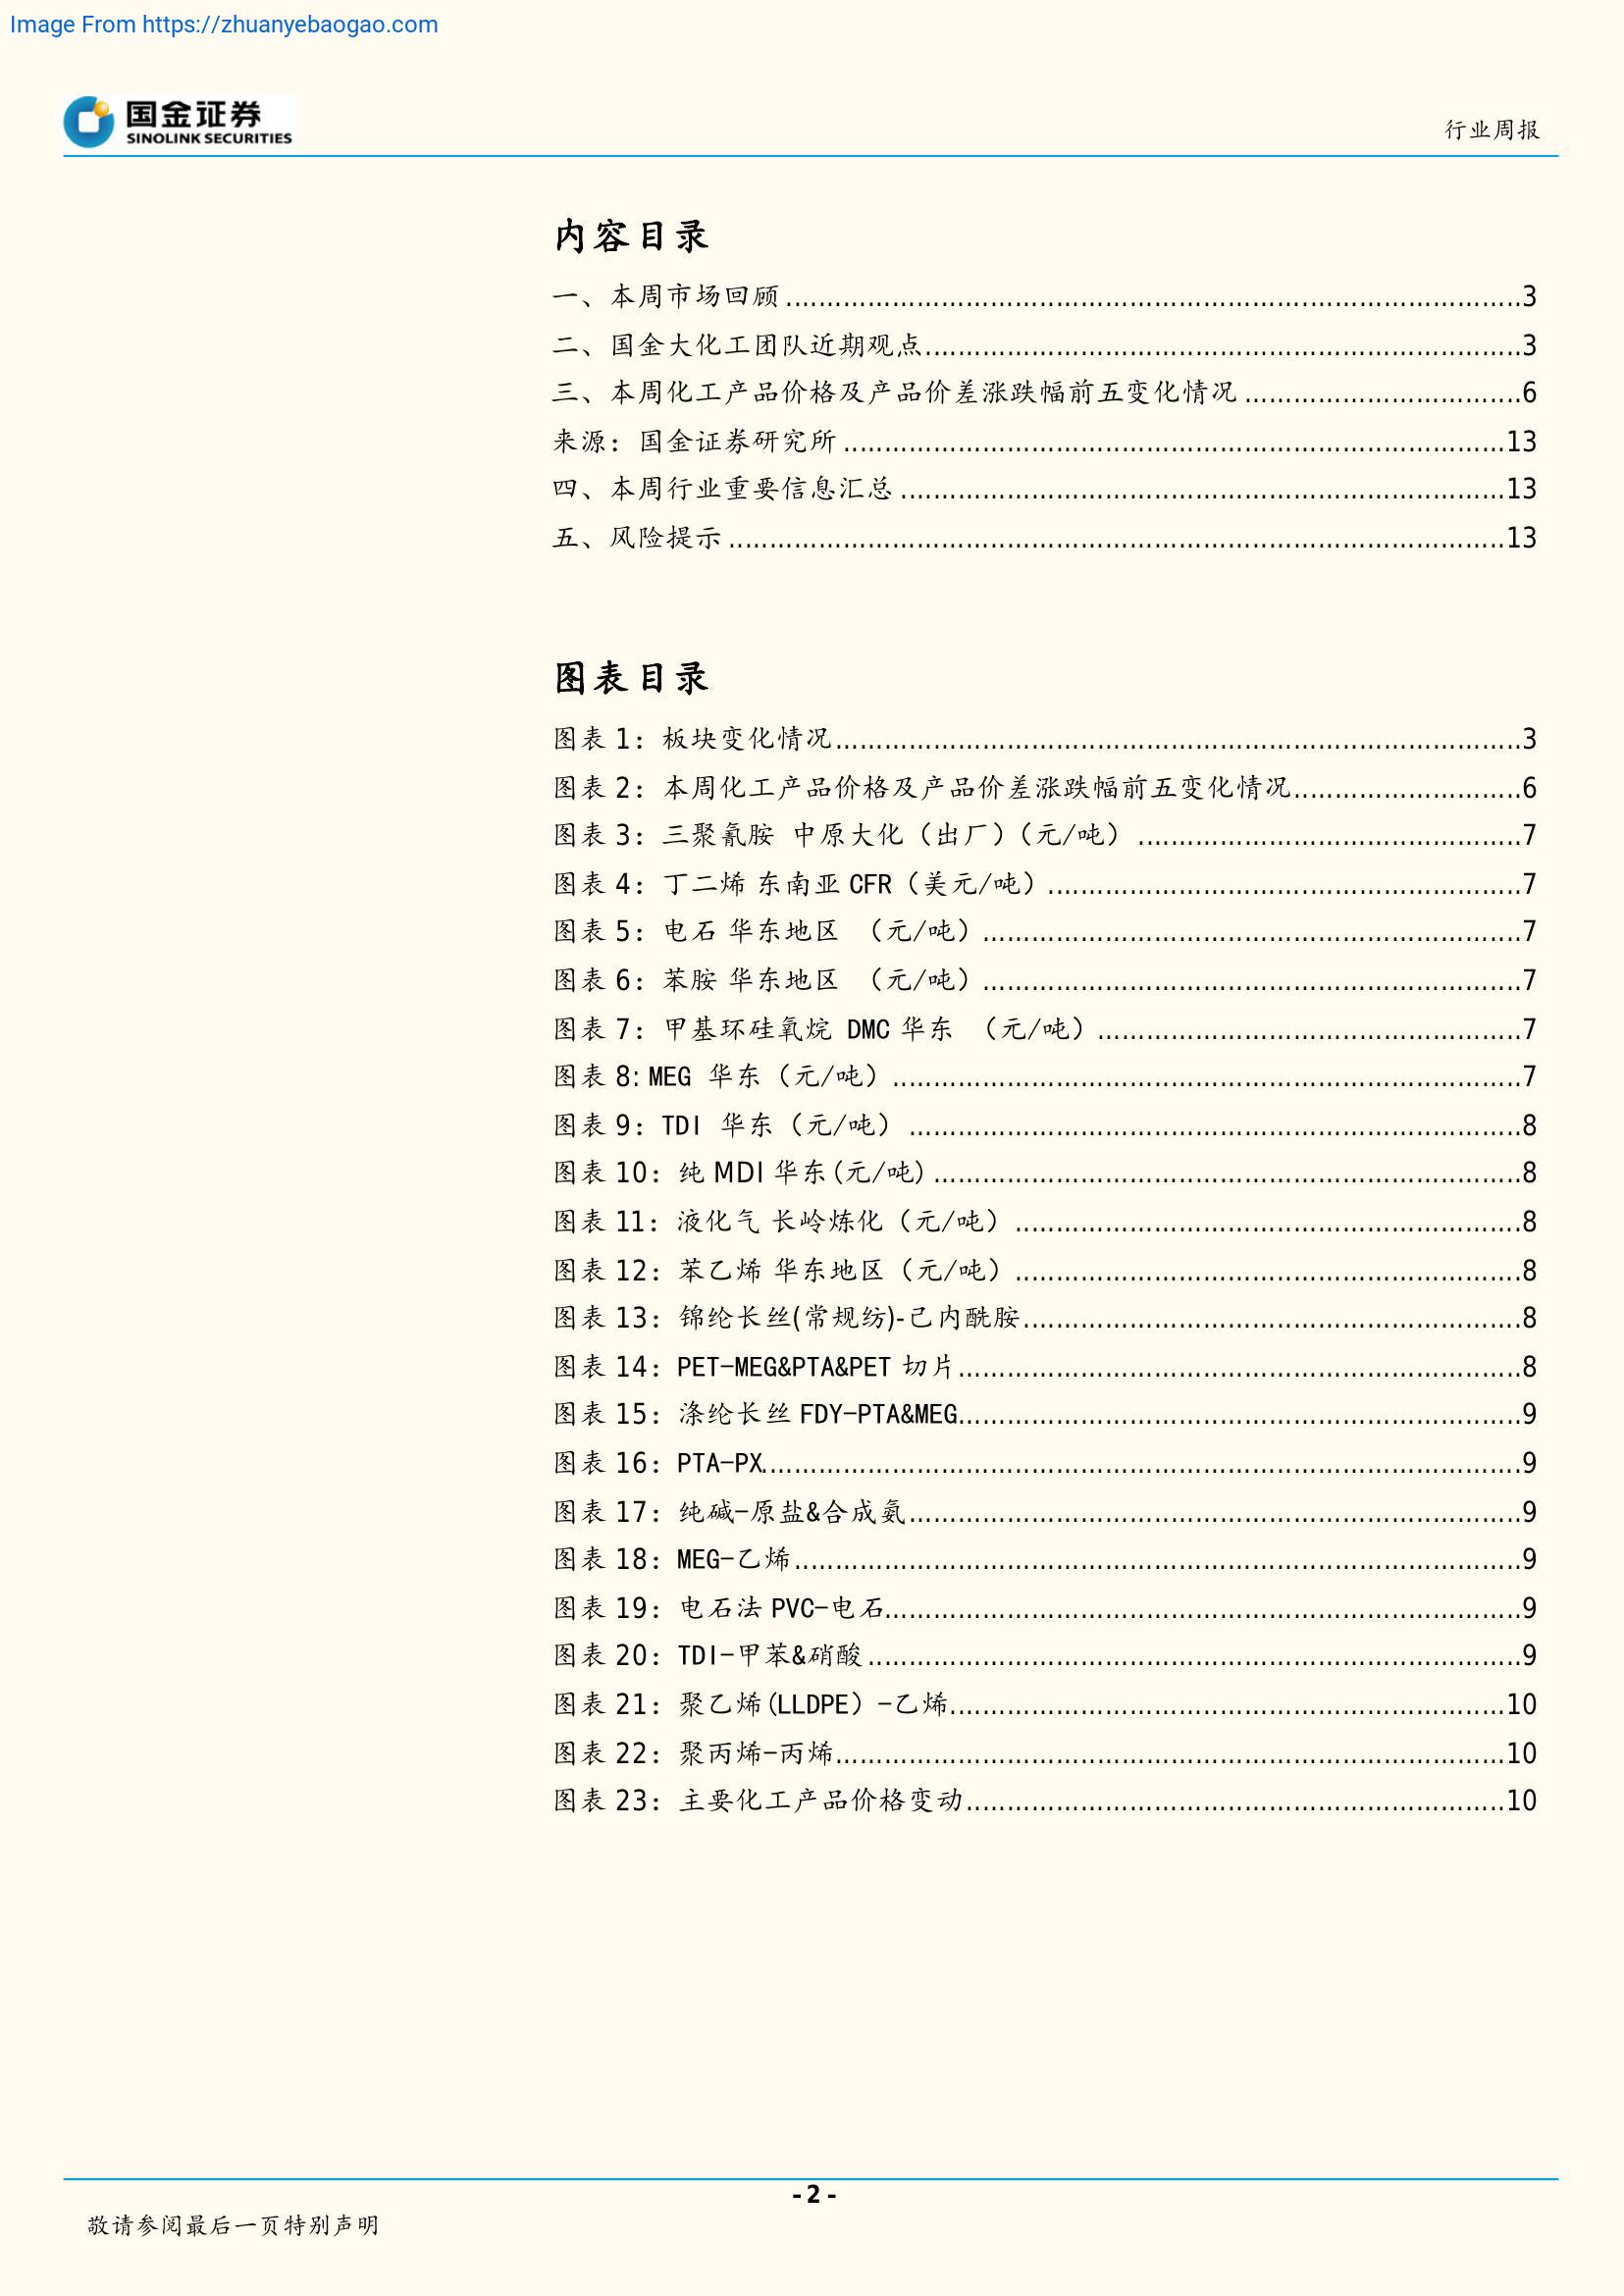 Image From https://zhuanyebaogao.com
国金证券
SINOLINK SECURITIES
行业周报
内容目录
一、本周市场回顾......3
二、国金大化工团队近期观点......3
三、本周化工产品价格及产品价差涨跌幅前五变化情况......6
来源：国金证券研究所......13
四、本周行业重要信息汇总......13
五、风险提示......13
图表目录
图表 1：板块变化情况......3
图表 2：本周化工产品价格及产品价差涨跌幅前五变化情况......6
图表 3：三聚氰胺 中原大化（出厂）（元/吨）......7
图表 4：丁二烯 东南亚 CFR（美元/吨）......7
图表 5：电石 华东地区 （元/吨）......7
图表 6：苯胺 华东地区 （元/吨）......7
图表 7：甲基环硅氧烷 DMC 华东 （元/吨）......7
图表 8: MEG 华东（元/吨）......7
图表 9：TDI 华东（元/吨）......8
图表 10：纯 MDI 华东(元/吨)......8
图表 11：液化气 长岭炼化（元/吨）......8
图表 12：苯乙烯 华东地区（元/吨）......8
图表 13：锦纶长丝(常规纺)-己内酰胺......8
图表 14：PET-MEG&PTA&PET 切片......8
图表 15：涤纶长丝 FDY-PTA&MEG......9
图表 16：PTA-PX......9
图表 17：纯碱-原盐&合成氨......9
图表 18：MEG-乙烯......9
图表 19：电石法 PVC-电石......9
图表 20：TDI-甲苯&硝酸......9
图表 21：聚乙烯(LLDPE）-乙烯......10
图表 22：聚丙烯-丙烯......10
图表 23：主要化工产品价格变动......10
- 2 -
敬请参阅最后一页特别声明